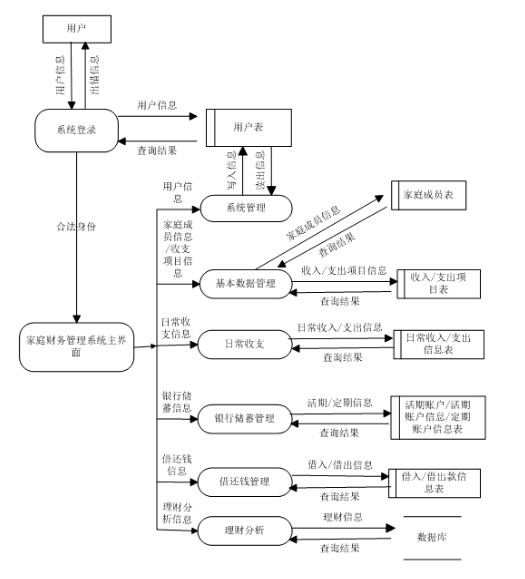 用户
用户信息
出错信息
系统登录
用户信息
查询结果
用户表
写入信息
读出信息
合法身份
用户信
息
系统管理
家庭成员信息
查询结果
家庭成员表
家庭成
员信息
/收支
项目信
息
基本数据管理
收入/支出项目信息
查询结果
收入/支出项
目表
家庭财务管理系统主界
面
日常收
支信息
日常收支
日常收入/支出信息
查询结果
日常收入/支出
信息表
银行储
蓄信息
银行储蓄管理
活期/定期信息
查询结果
活期账户/活期
账户信息/定期
账户信息表
借还钱
信息
借还钱管理
借入/借出信息
查询结果
借入/借出款信
息表
理财分
析信息
理财分析
理财信息
查询结果
数据库